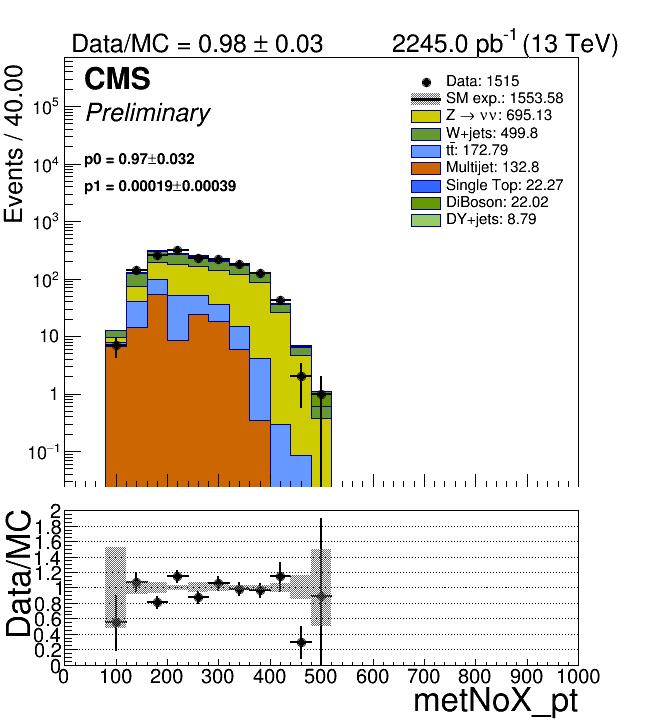 Data/MC = 0.98 ± 0.03 2245.0 pb⁻¹ (13 TeV)
CMS
Preliminary
p0 = 0.97±0.032
p1 = 0.00019±0.00039
Data: 1515
SM exp.: 1553.58
Z → νν: 695.13
W+jets: 499.8
tt̄: 172.79
Multijet: 132.8
Single Top: 22.27
DiBoson: 22.02
DY+jets: 8.79
Events / 40.00
10⁵
10⁴
10³
10²
10
1
10⁻¹
Data/MC
2
1.8
1.6
1.4
1.2
1
0.8
0.6
0.4
0.2
0
0 100 200 300 400 500 600 700 800 900 1000
metNoX_pt